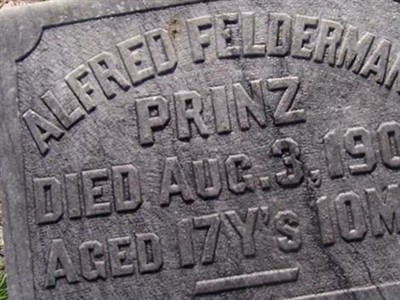 ALFRED FELDERMAN
PRINZ
DIED AUG. 3, 190
AGED 17Y'S 10M